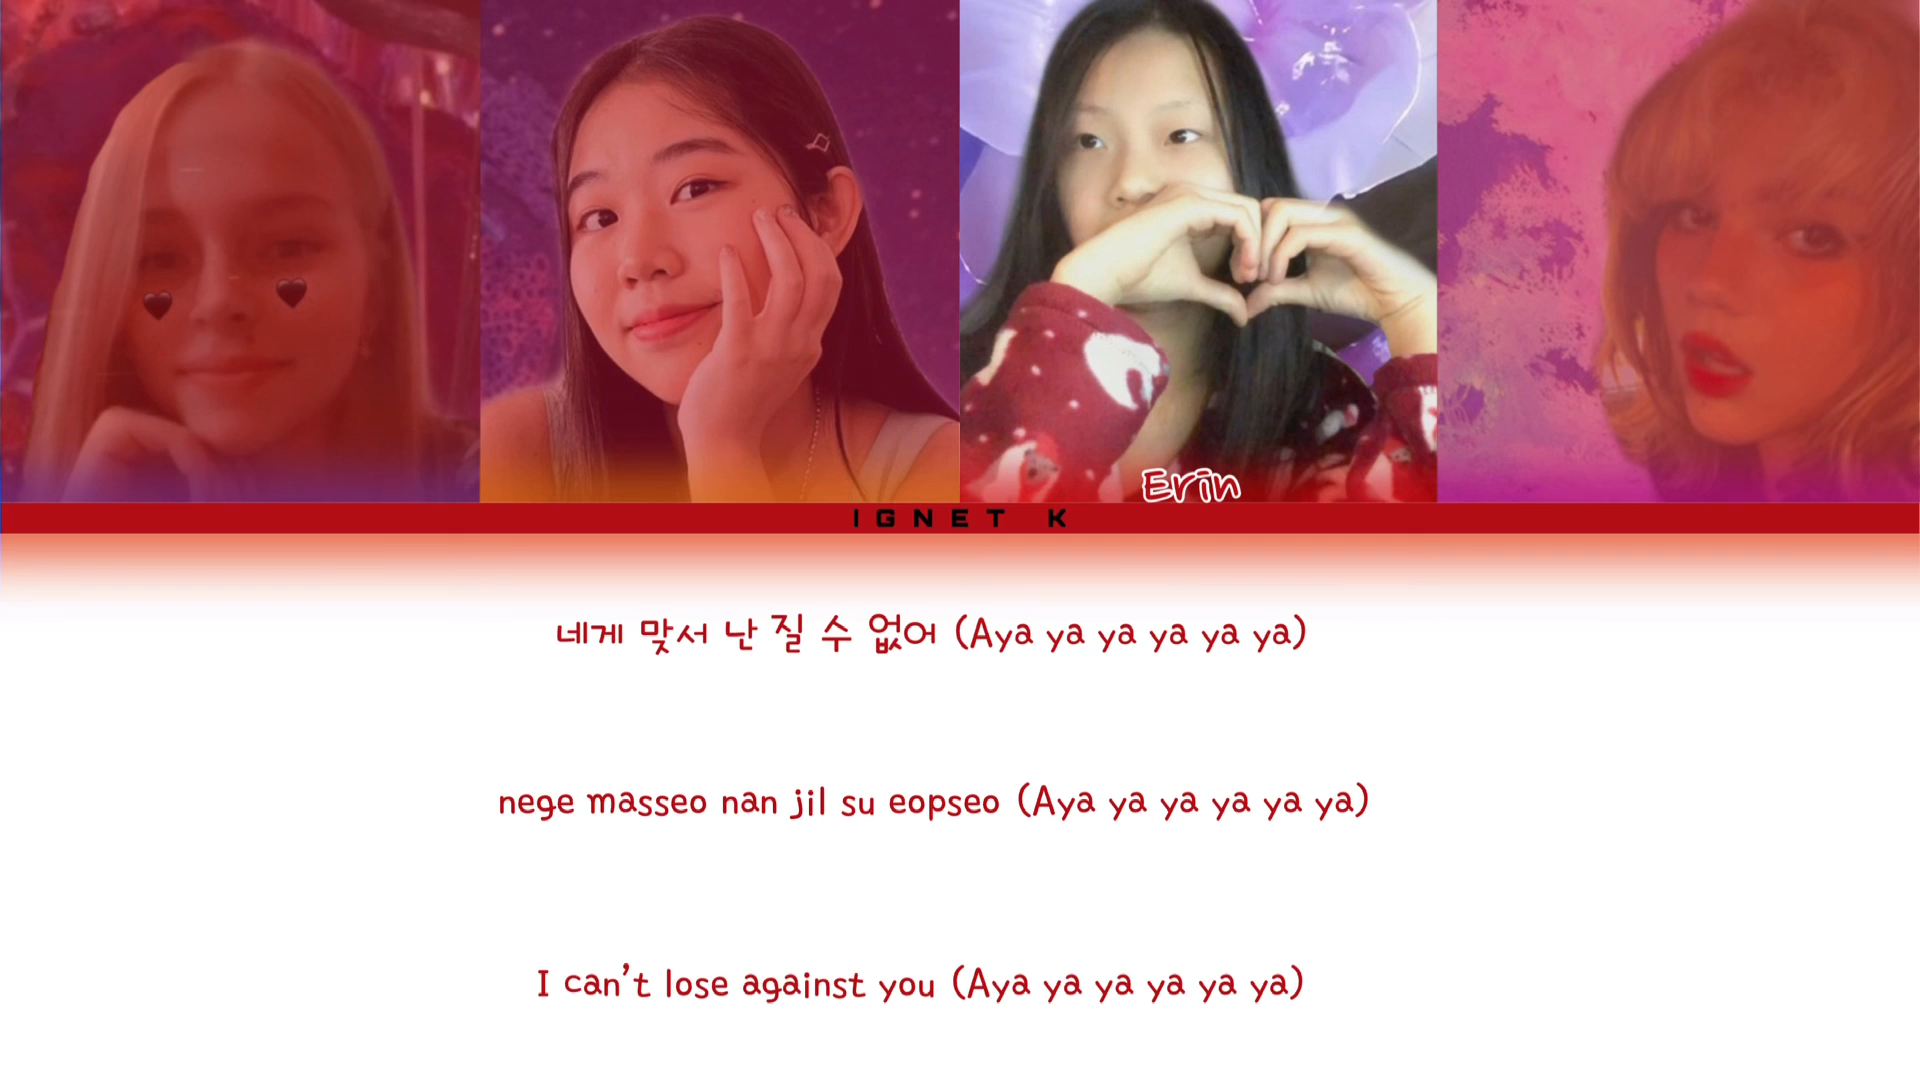 Erin
IGNET K
네게 맞서 난 질 수 없어 (Aya ya ya ya ya ya)
nege masseo nan jil su eopseo (Aya ya ya ya ya ya)
I can't lose against you (Aya ya ya ya ya ya)